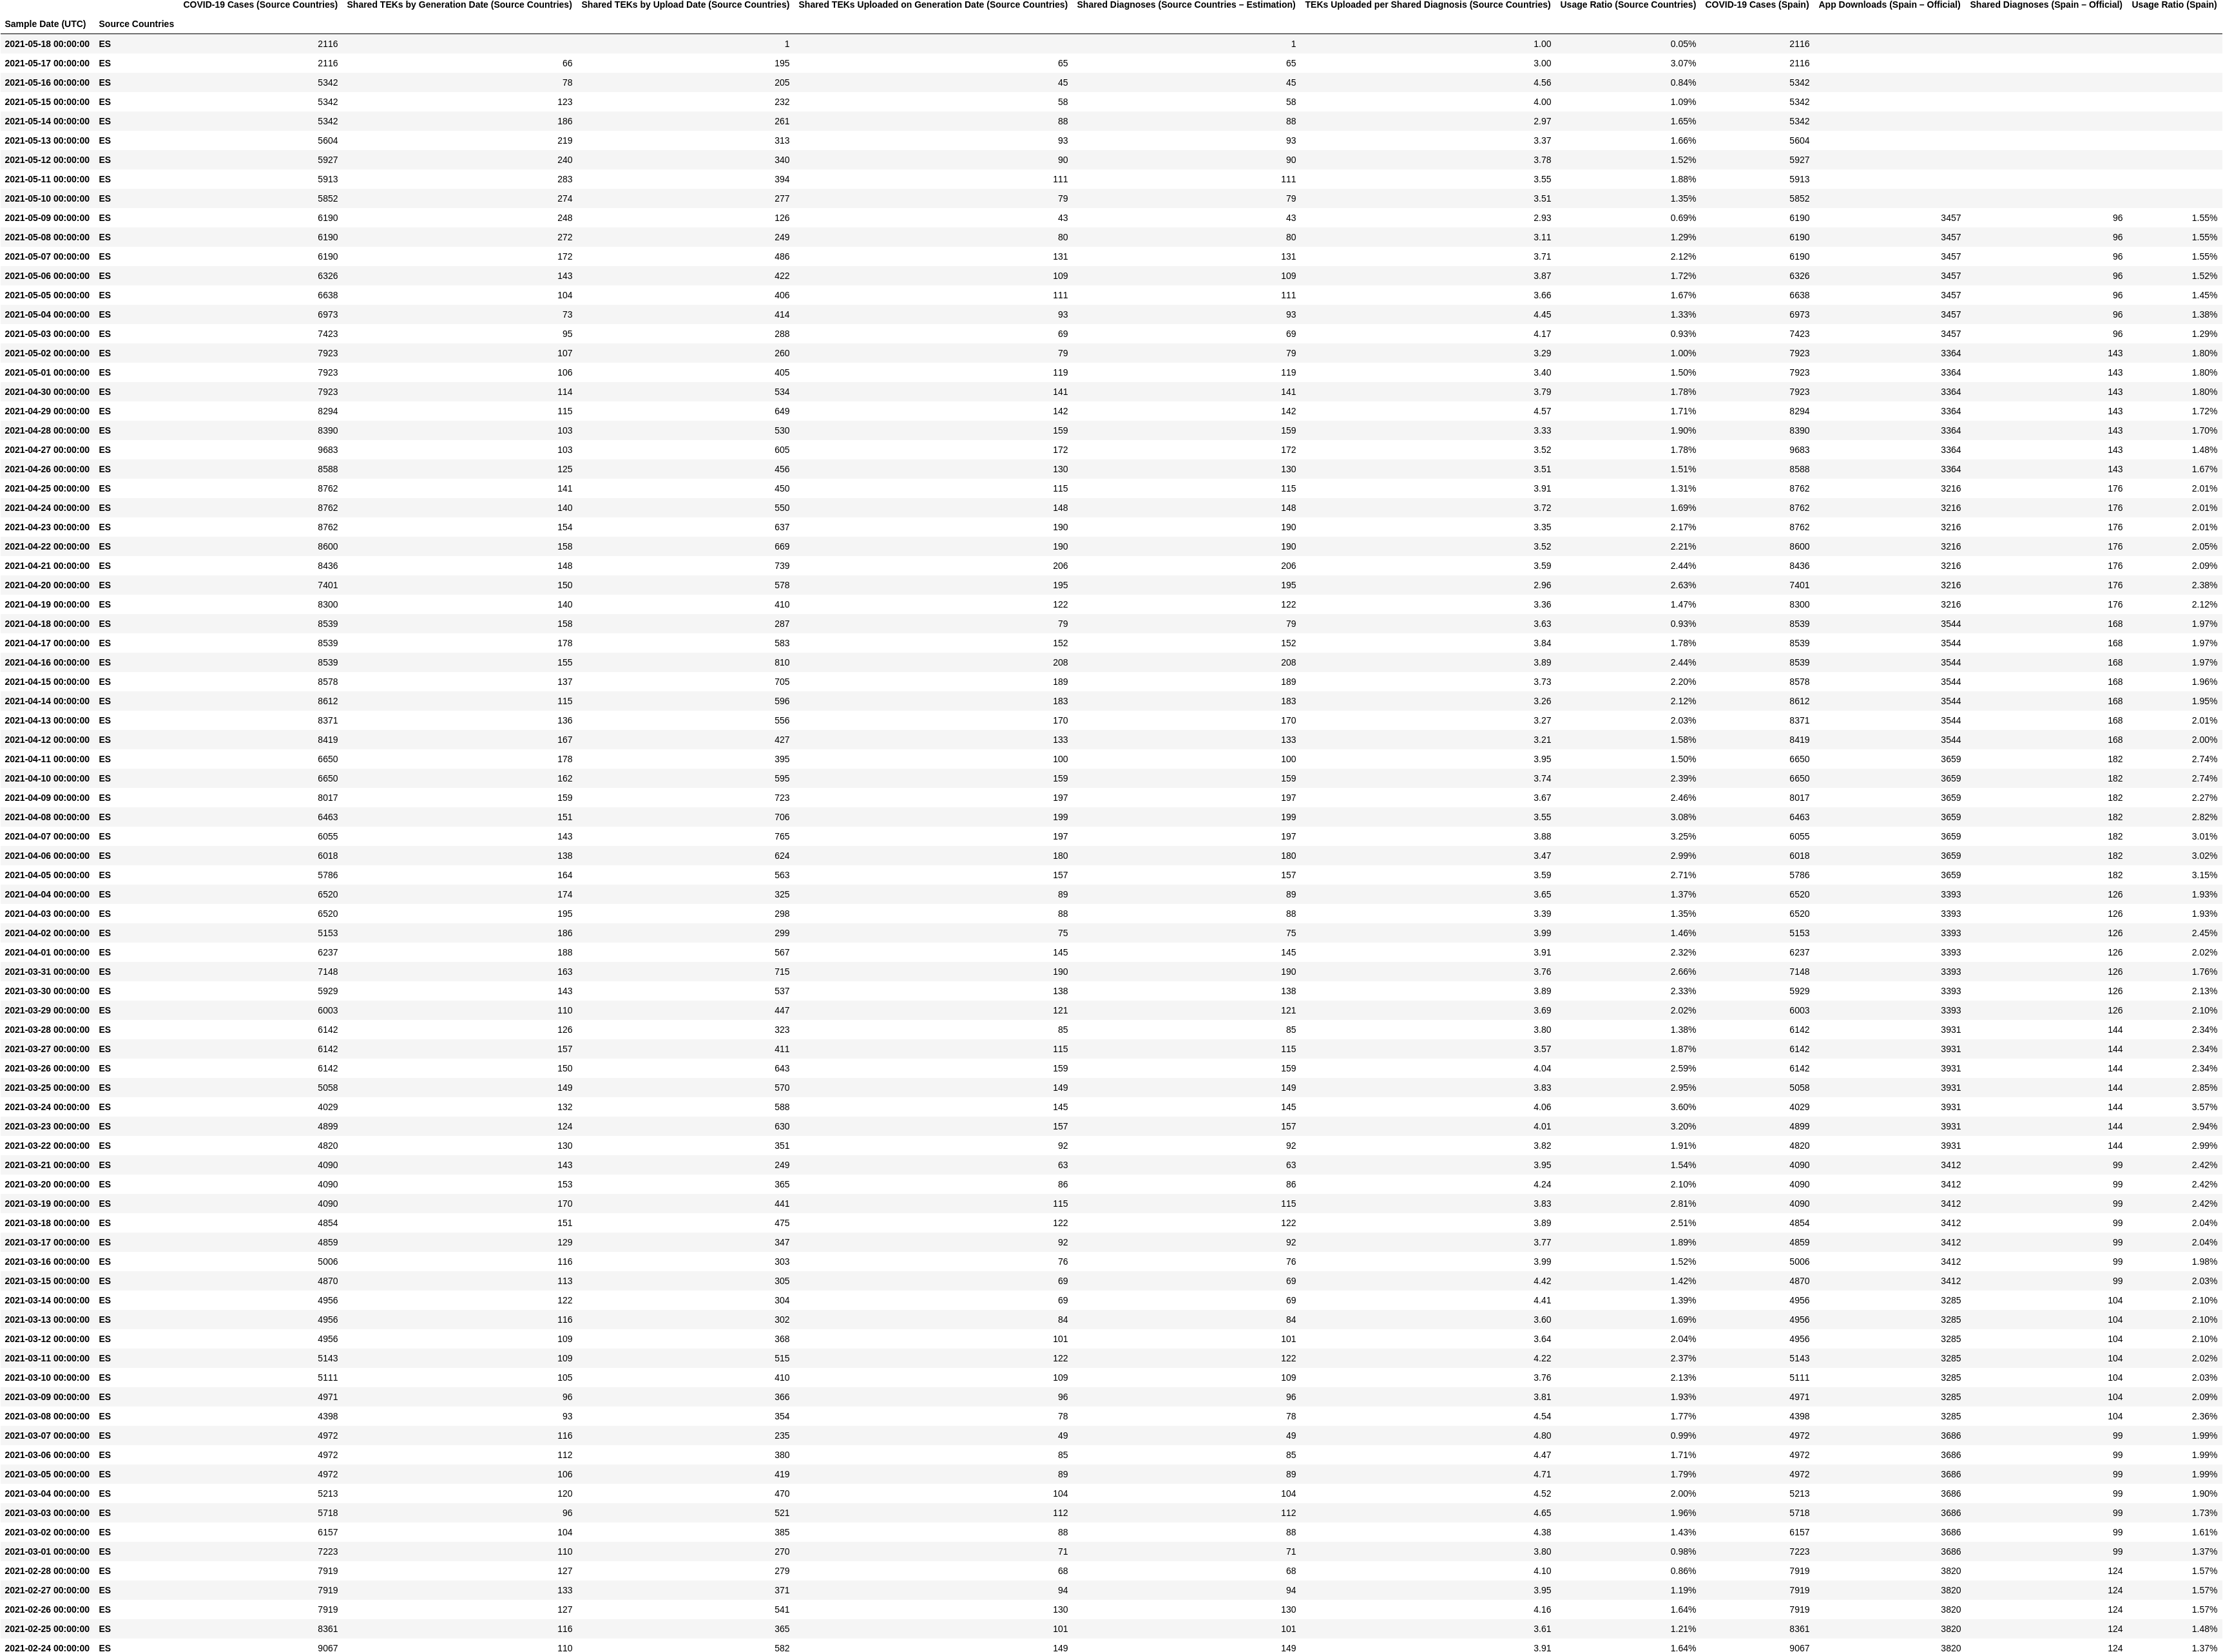 COVID-19 Cases (Source Countries) Shared TEKs by Generation Date (Source Countries) Shared TEKs by Upload Date (Source Countries) Shared TEKs Uploaded on Generation Date (Source Countries) Shared Diagnoses (Source Countries – Estimation) TEKs Uploaded per Shared Diagnosis (Source Countries) Usage Ratio (Source Countries) COVID-19 Cases (Spain) App Downloads (Spain – Official) Shared Diagnoses (Spain – Official) Usage Ratio (Spain)
Sample Date (UTC) Source Countries
2021-05-18 00:00:00 ES 2116 1 1 1.00 0.05% 2116
2021-05-17 00:00:00 ES 2116 66 195 65 65 3.00 3.07% 2116
2021-05-16 00:00:00 ES 5342 78 205 45 45 4.56 0.84% 5342
2021-05-15 00:00:00 ES 5342 123 232 58 58 4.00 1.09% 5342
2021-05-14 00:00:00 ES 5342 186 261 88 88 2.97 1.65% 5342
2021-05-13 00:00:00 ES 5604 219 313 93 93 3.37 1.66% 5604
2021-05-12 00:00:00 ES 5927 240 340 90 90 3.78 1.52% 5927
2021-05-11 00:00:00 ES 5913 283 394 111 111 3.55 1.88% 5913
2021-05-10 00:00:00 ES 5852 274 277 79 79 3.51 1.35% 5852
2021-05-09 00:00:00 ES 6190 248 126 43 43 2.93 0.69% 6190 3457 96 1.55%
2021-05-08 00:00:00 ES 6190 272 249 80 80 3.11 1.29% 6190 3457 96 1.55%
2021-05-07 00:00:00 ES 6190 172 486 131 131 3.71 2.12% 6190 3457 96 1.55%
2021-05-06 00:00:00 ES 6326 143 422 109 109 3.87 1.72% 6326 3457 96 1.52%
2021-05-05 00:00:00 ES 6638 104 406 111 111 3.66 1.67% 6638 3457 96 1.45%
2021-05-04 00:00:00 ES 6973 73 414 93 93 4.45 1.33% 6973 3457 96 1.38%
2021-05-03 00:00:00 ES 7423 95 288 69 69 4.17 0.93% 7423 3457 96 1.29%
2021-05-02 00:00:00 ES 7923 107 260 79 79 3.29 1.00% 7923 3364 143 1.80%
2021-05-01 00:00:00 ES 7923 106 405 119 119 3.40 1.50% 7923 3364 143 1.80%
2021-04-30 00:00:00 ES 7923 114 534 141 141 3.79 1.78% 7923 3364 143 1.80%
2021-04-29 00:00:00 ES 8294 115 649 142 142 4.57 1.71% 8294 3364 143 1.72%
2021-04-28 00:00:00 ES 8390 103 530 159 159 3.33 1.90% 8390 3364 143 1.70%
2021-04-27 00:00:00 ES 9683 103 605 172 172 3.52 1.78% 9683 3364 143 1.48%
2021-04-26 00:00:00 ES 8588 125 456 130 130 3.51 1.51% 8588 3364 143 1.67%
2021-04-25 00:00:00 ES 8762 141 450 115 115 3.91 1.31% 8762 3216 176 2.01%
2021-04-24 00:00:00 ES 8762 140 550 148 148 3.72 1.69% 8762 3216 176 2.01%
2021-04-23 00:00:00 ES 8762 154 637 190 190 3.35 2.17% 8762 3216 176 2.01%
2021-04-22 00:00:00 ES 8600 158 669 190 190 3.52 2.21% 8600 3216 176 2.05%
2021-04-21 00:00:00 ES 8436 148 739 206 206 3.59 2.44% 8436 3216 176 2.09%
2021-04-20 00:00:00 ES 7401 150 578 195 195 2.96 2.63% 7401 3216 176 2.38%
2021-04-19 00:00:00 ES 8300 140 410 122 122 3.36 1.47% 8300 3216 176 2.12%
2021-04-18 00:00:00 ES 8539 158 287 79 79 3.63 0.93% 8539 3544 168 1.97%
2021-04-17 00:00:00 ES 8539 178 583 152 152 3.84 1.78% 8539 3544 168 1.97%
2021-04-16 00:00:00 ES 8539 155 810 208 208 3.89 2.44% 8539 3544 168 1.97%
2021-04-15 00:00:00 ES 8578 137 705 189 189 3.73 2.20% 8578 3544 168 1.96%
2021-04-14 00:00:00 ES 8612 115 596 183 183 3.26 2.12% 8612 3544 168 1.95%
2021-04-13 00:00:00 ES 8371 136 556 170 170 3.27 2.03% 8371 3544 168 2.01%
2021-04-12 00:00:00 ES 8419 167 427 133 133 3.21 1.58% 8419 3544 168 2.00%
2021-04-11 00:00:00 ES 6650 178 395 100 100 3.95 1.50% 6650 3659 182 2.74%
2021-04-10 00:00:00 ES 6650 162 595 159 159 3.74 2.39% 6650 3659 182 2.74%
2021-04-09 00:00:00 ES 8017 159 723 197 197 3.67 2.46% 8017 3659 182 2.27%
2021-04-08 00:00:00 ES 6463 151 706 199 199 3.55 3.08% 6463 3659 182 2.82%
2021-04-07 00:00:00 ES 6055 143 765 197 197 3.88 3.25% 6055 3659 182 3.01%
2021-04-06 00:00:00 ES 6018 138 624 180 180 3.47 2.99% 6018 3659 182 3.02%
2021-04-05 00:00:00 ES 5786 164 563 157 157 3.59 2.71% 5786 3659 182 3.15%
2021-04-04 00:00:00 ES 6520 174 325 89 89 3.65 1.37% 6520 3393 126 1.93%
2021-04-03 00:00:00 ES 6520 195 298 88 88 3.39 1.35% 6520 3393 126 1.93%
2021-04-02 00:00:00 ES 5153 186 299 75 75 3.99 1.46% 5153 3393 126 2.45%
2021-04-01 00:00:00 ES 6237 188 567 145 145 3.91 2.32% 6237 3393 126 2.02%
2021-03-31 00:00:00 ES 7148 163 715 190 190 3.76 2.66% 7148 3393 126 1.76%
2021-03-30 00:00:00 ES 5929 143 537 138 138 3.89 2.33% 5929 3393 126 2.13%
2021-03-29 00:00:00 ES 6003 110 447 121 121 3.69 2.02% 6003 3393 126 2.10%
2021-03-28 00:00:00 ES 6142 126 323 85 85 3.80 1.38% 6142 3931 144 2.34%
2021-03-27 00:00:00 ES 6142 157 411 115 115 3.57 1.87% 6142 3931 144 2.34%
2021-03-26 00:00:00 ES 6142 150 643 159 159 4.04 2.59% 6142 3931 144 2.34%
2021-03-25 00:00:00 ES 5058 149 570 149 149 3.83 2.95% 5058 3931 144 2.85%
2021-03-24 00:00:00 ES 4029 132 588 145 145 4.06 3.60% 4029 3931 144 3.57%
2021-03-23 00:00:00 ES 4899 124 630 157 157 4.01 3.20% 4899 3931 144 2.94%
2021-03-22 00:00:00 ES 4820 130 351 92 92 3.82 1.91% 4820 3931 144 2.99%
2021-03-21 00:00:00 ES 4090 143 249 63 63 3.95 1.54% 4090 3412 99 2.42%
2021-03-20 00:00:00 ES 4090 153 365 86 86 4.24 2.10% 4090 3412 99 2.42%
2021-03-19 00:00:00 ES 4090 170 441 115 115 3.83 2.81% 4090 3412 99 2.42%
2021-03-18 00:00:00 ES 4854 151 475 122 122 3.89 2.51% 4854 3412 99 2.04%
2021-03-17 00:00:00 ES 4859 129 347 92 92 3.77 1.89% 4859 3412 99 2.04%
2021-03-16 00:00:00 ES 5006 116 303 76 76 3.99 1.52% 5006 3412 99 1.98%
2021-03-15 00:00:00 ES 4870 113 305 69 69 4.42 1.42% 4870 3412 99 2.03%
2021-03-14 00:00:00 ES 4956 122 304 69 69 4.41 1.39% 4956 3285 104 2.10%
2021-03-13 00:00:00 ES 4956 116 302 84 84 3.60 1.69% 4956 3285 104 2.10%
2021-03-12 00:00:00 ES 4956 109 368 101 101 3.64 2.04% 4956 3285 104 2.10%
2021-03-11 00:00:00 ES 5143 109 515 122 122 4.22 2.37% 5143 3285 104 2.02%
2021-03-10 00:00:00 ES 5111 105 410 109 109 3.76 2.13% 5111 3285 104 2.03%
2021-03-09 00:00:00 ES 4971 96 366 96 96 3.81 1.93% 4971 3285 104 2.09%
2021-03-08 00:00:00 ES 4398 93 354 78 78 4.54 1.77% 4398 3285 104 2.36%
2021-03-07 00:00:00 ES 4972 116 235 49 49 4.80 0.99% 4972 3686 99 1.99%
2021-03-06 00:00:00 ES 4972 112 380 85 85 4.47 1.71% 4972 3686 99 1.99%
2021-03-05 00:00:00 ES 4972 106 419 89 89 4.71 1.79% 4972 3686 99 1.99%
2021-03-04 00:00:00 ES 5213 120 470 104 104 4.52 2.00% 5213 3686 99 1.90%
2021-03-03 00:00:00 ES 5718 96 521 112 112 4.65 1.96% 5718 3686 99 1.73%
2021-03-02 00:00:00 ES 6157 104 385 88 88 4.38 1.43% 6157 3686 99 1.61%
2021-03-01 00:00:00 ES 7223 110 270 71 71 3.80 0.98% 7223 3686 99 1.37%
2021-02-28 00:00:00 ES 7919 127 279 68 68 4.10 0.86% 7919 3820 124 1.57%
2021-02-27 00:00:00 ES 7919 133 371 94 94 3.95 1.19% 7919 3820 124 1.57%
2021-02-26 00:00:00 ES 7919 127 541 130 130 4.16 1.64% 7919 3820 124 1.57%
2021-02-25 00:00:00 ES 8361 116 365 101 101 3.61 1.21% 8361 3820 124 1.48%
2021-02-24 00:00:00 ES 9067 110 582 149 149 3.91 1.64% 9067 3820 124 1.37%